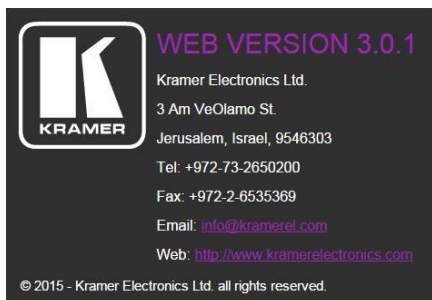 WEB VERSION 3.0.1
KRAMER
Kramer Electronics Ltd.
3 Am VeOlamo St.
Jerusalem, Israel, 9546303
Tel: +972-73-2650200
Fax: +972-2-6535369
Email: info@kramerel.com
Web: http://www.kramerelectronics.com
© 2015 - Kramer Electronics Ltd. all rights reserved.